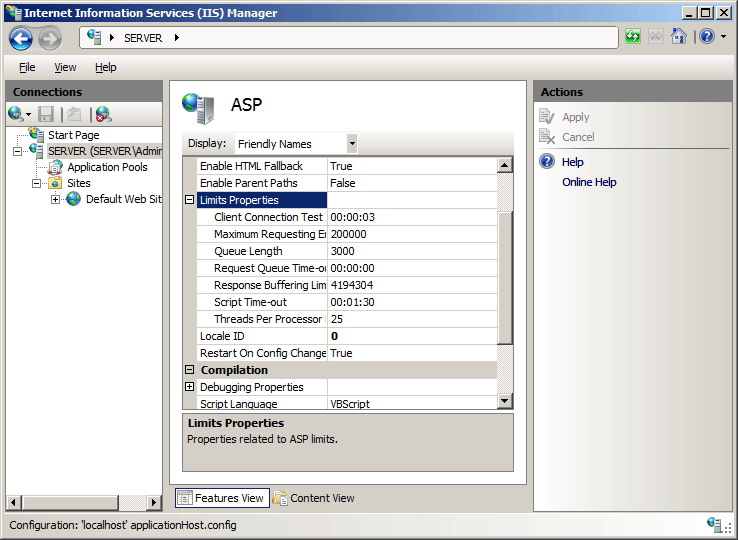 Internet Information Services (IIS) Manager
SERVER
File View Help
Connections
Start Page
SERVER (SERVER\Admir
Application Pools
Sites
Default Web Sit
ASP
Display: Friendly Names
Enable HTML Fallback True
Enable Parent Paths False
Limits Properties
Client Connection Test 00:00:03
Maximum Requesting En 200000
Queue Length 3000
Request Queue Time-ou 00:00:00
Response Buffering Lim 4194304
Script Time-out 00:01:30
Threads Per Processor 25
Locale ID 0
Restart On Config Change True
Compilation
Debugging Properties
Script Language VBScript
Limits Properties
Properties related to ASP limits.
Features View Content View
Actions
Apply
Cancel
Help
Online Help
Configuration: 'localhost' applicationHost.config